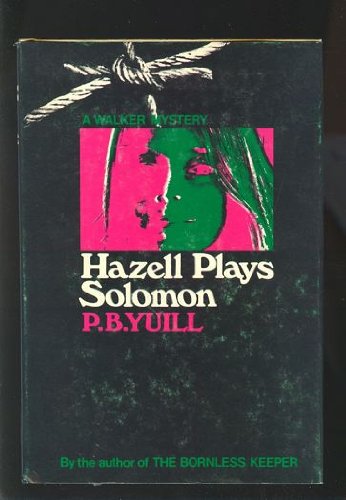 A WALKER MYSTERY
Hazell Plays
Solomon
P.B.YUILL
By the author of THE BORNLESS KEEPER